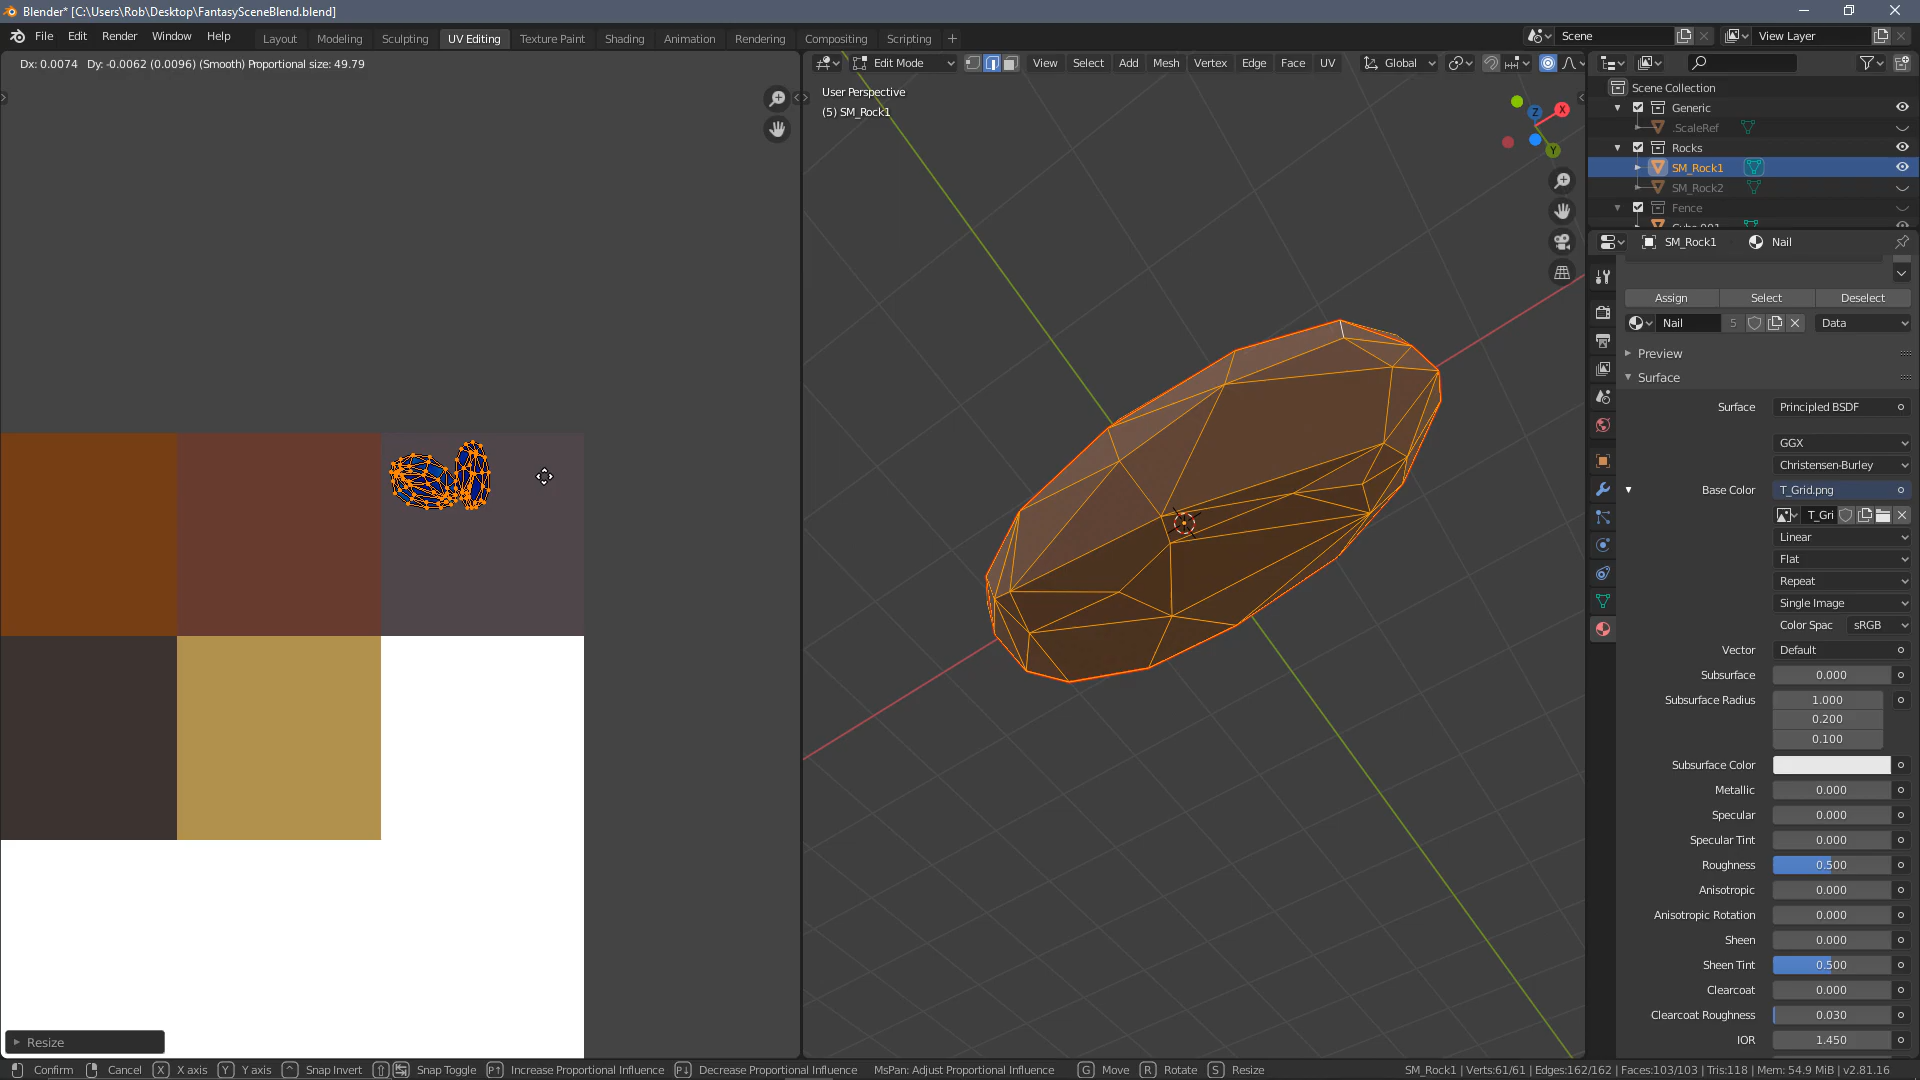 Blender* [C:\Users\Rob\Desktop\FantasySceneBlend.blend]
File Edit Render Window Help Layout Modeling Sculpting UV Editing Texture Paint Shading Animation Rendering Compositing Scripting + Scene View Layer
Dx: 0.0074 Dy: -0.0062 (0.0096) (Smooth) Proportional size: 49.79
Edit Mode View Select Add Mesh Vertex Edge Face UV Global
User Perspective
(5) SM_Rock1
X
Y
Z
Scene Collection
Generic
.ScaleRef
Rocks
SM_Rock1
SM_Rock2
Fence
SM_Rock1 Nail
Assign Select Deselect
Nail 5 Data
Preview
Surface
Surface Principled BSDF
GGX
Christensen-Burley
Base Color T_Grid.png
T_Gri
Linear
Flat
Repeat
Single Image
Color Spac sRGB
Vector Default
Subsurface 0.000
Subsurface Radius 1.000
0.200
0.100
Subsurface Color
Metallic 0.000
Specular 0.000
Specular Tint 0.000
Roughness 0.500
Anisotropic 0.000
Anisotropic Rotation 0.000
Sheen 0.000
Sheen Tint 0.500
Clearcoat 0.000
Clearcoat Roughness 0.030
IOR 1.450
Resize
Confirm Cancel X X axis Y Y axis Snap Invert Snap Toggle Increase Proportional Influence Decrease Proportional Influence MsPan: Adjust Proportional Influence G Move R Rotate S Resize SM_Rock1 | Verts:61/61 | Edges:162/162 | Faces:103/103 | Tris:118 | Mem: 54.9 MiB | v2.81.16